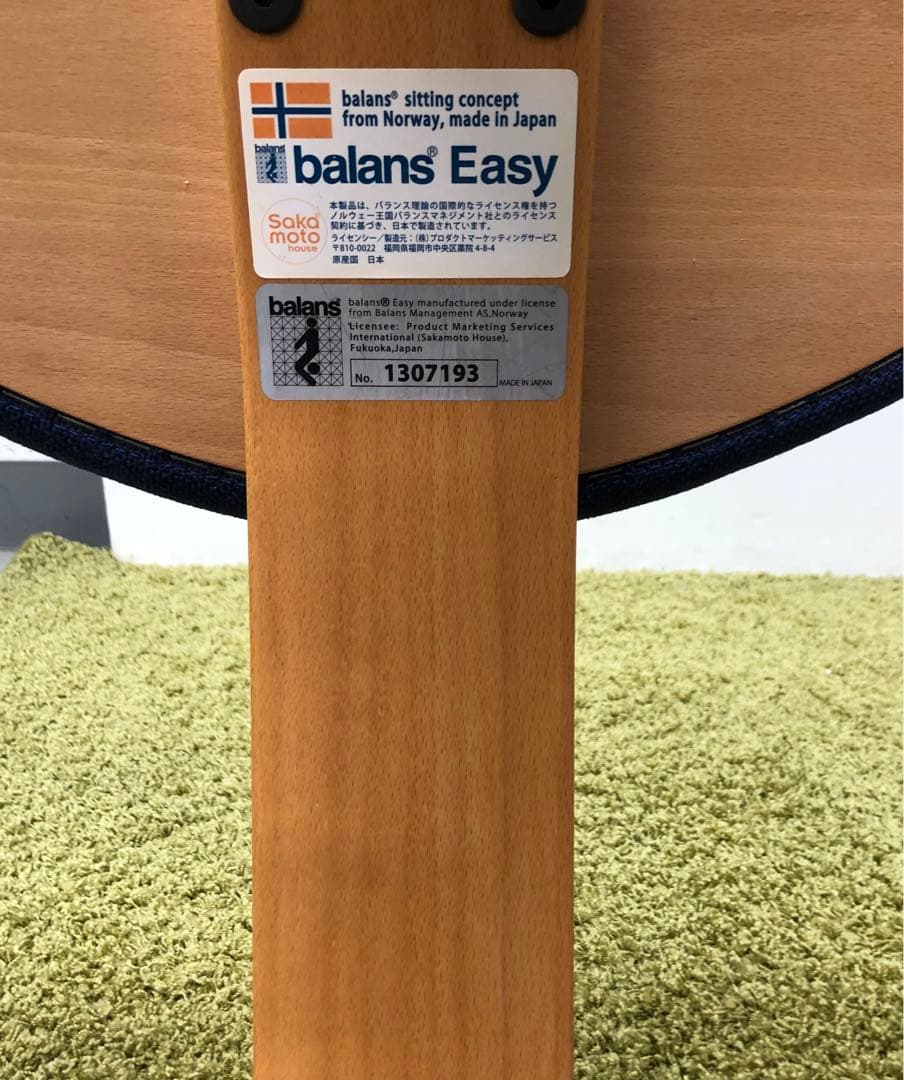 balans® sitting concept
from Norway, made in Japan
balans
balans® Easy
本製品は、バランス理論の国際的なライセンス権を持つ
ノルウェー王国バランスマネジメント社とのライセンス
契約に基づき、日本で製造されています。
ライセンシー/製造元:(株)プロダクトマーケッティングサービス
〒810-0022 福岡県福岡市中央区薬院 4-8-4
原産国 日本
Saka
moto
house
balans
balans® Easy manufactured under license
from Balans Management AS,Norway
Licensee: Product Marketing Services
International (Sakamoto House),
Fukuoka,Japan
No. 1307193
MADE IN JAPAN